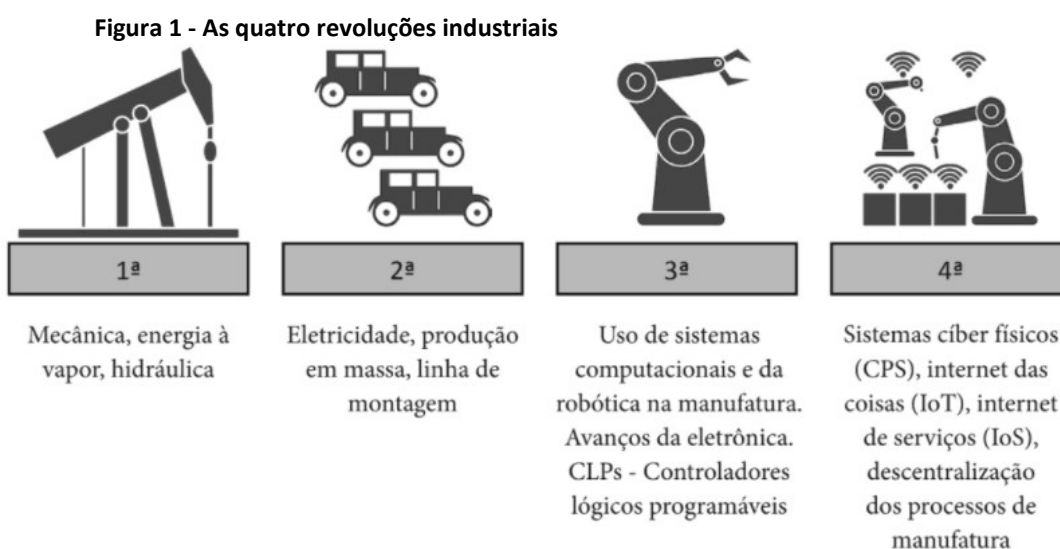 Figura 1 - As quatro revoluções industriais
1ª
Mecânica, energia à
vapor, hidráulica
2ª
Eletricidade, produção
em massa, linha de
montagem
3ª
Uso de sistemas
computacionais e da
robótica na manufatura.
Avanços da eletrônica.
CLPs - Controladores
lógicos programáveis
4ª
Sistemas cíber físicos
(CPS), internet das
coisas (IoT), internet
de serviços (IoS),
descentralização
dos processos de
manufatura